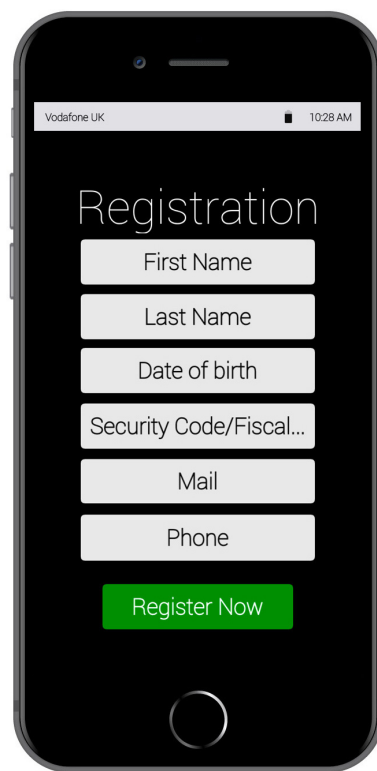 Vodafone UK 10:28 AM
Registration
First Name
Last Name
Date of birth
Security Code/Fiscal...
Mail
Phone
Register Now